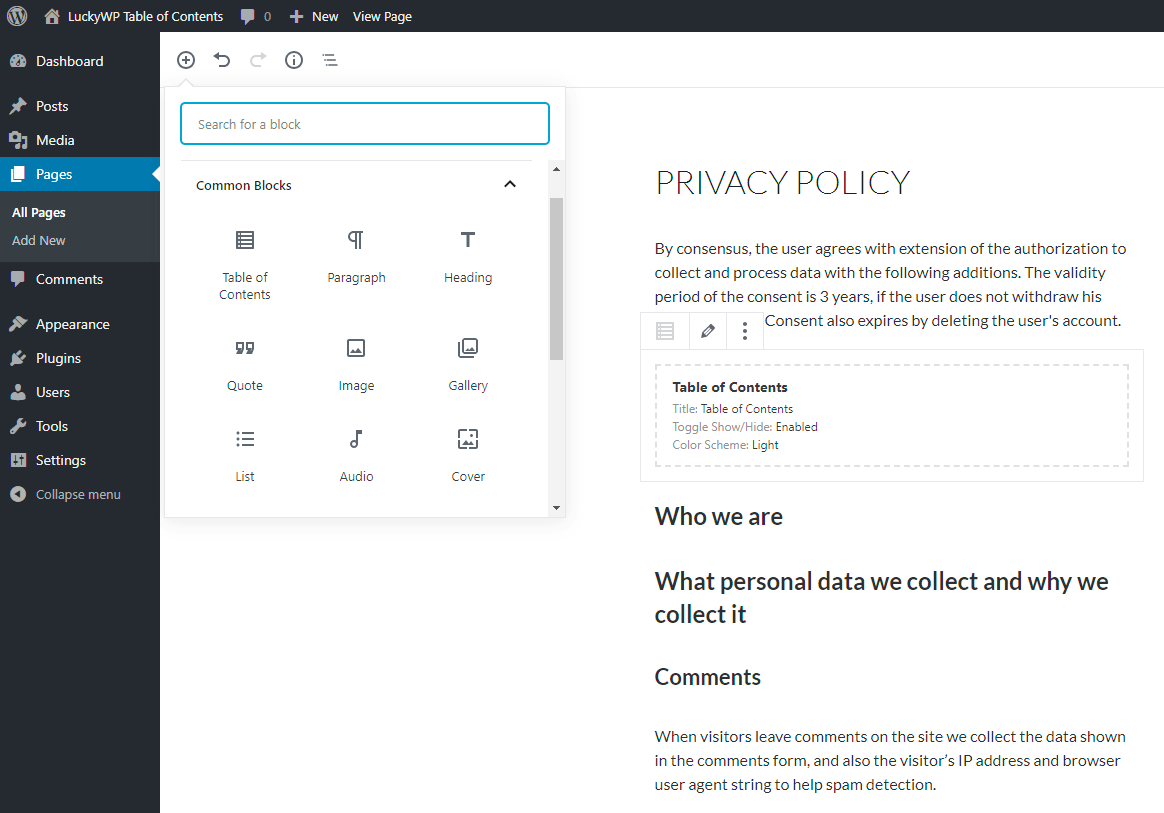 LuckyWP Table of Contents 0 New View Page
Dashboard
Posts
Media
Pages
All Pages
Add New
Comments
Appearance
Plugins
Users
Tools
Settings
Collapse menu
Search for a block
Common Blocks
Table of
Contents
Paragraph
Heading
Quote
Image
Gallery
List
Audio
Cover
PRIVACY POLICY
By consensus, the user agrees with extension of the authorization to
collect and process data with the following additions. The validity
period of the consent is 3 years, if the user does not withdraw his
Consent also expires by deleting the user's account.
Table of Contents
Title: Table of Contents
Toggle Show/Hide: Enabled
Color Scheme: Light
Who we are
What personal data we collect and why we
collect it
Comments
When visitors leave comments on the site we collect the data shown
in the comments form, and also the visitor’s IP address and browser
user agent string to help spam detection.